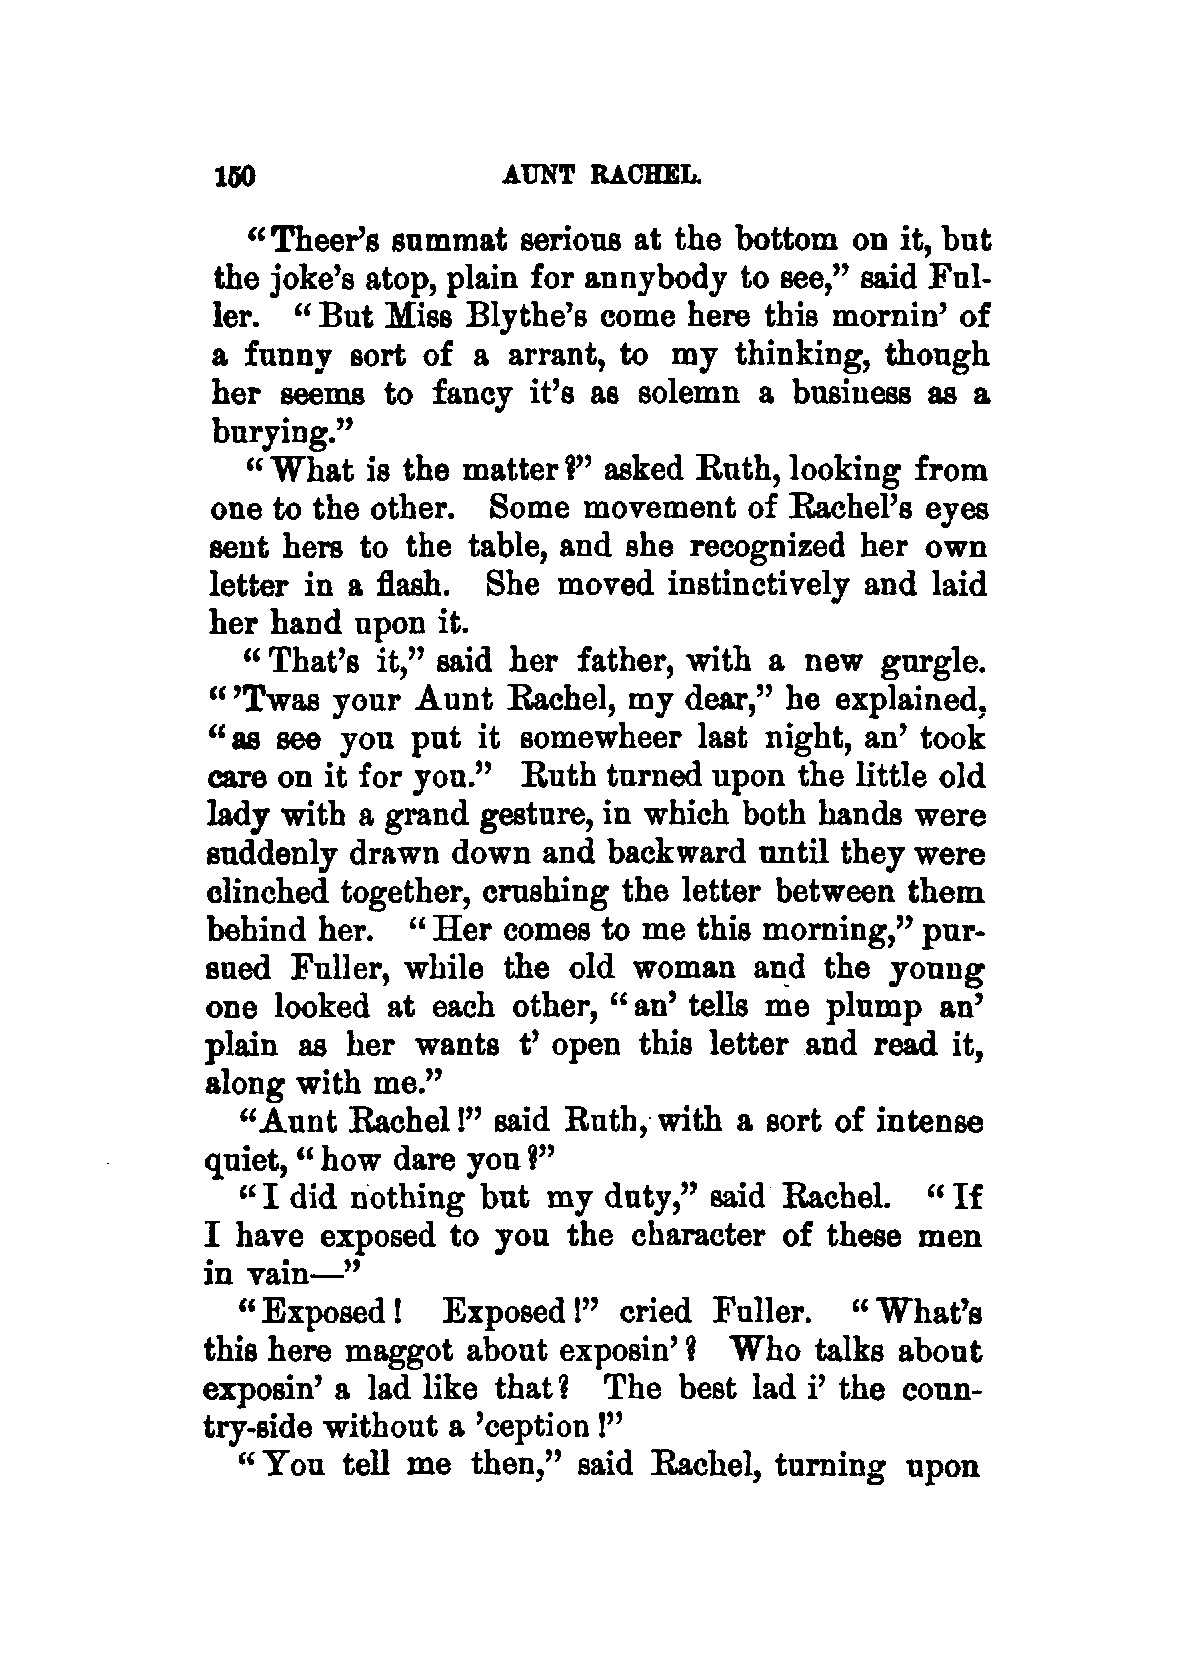 150 AUNT RACHEL.
“Theer’s summat serious at the bottom on it, but
the joke’s atop, plain for annybody to see,” said Ful-
ler. “But Miss Blythe’s come here this mornin’ of
a funny sort of a arrant, to my thinking, though
her seems to fancy it’s as solemn a business as a
burying.”
“What is the matter?” asked Ruth, looking from
one to the other. Some movement of Rachel’s eyes
sent hers to the table, and she recognized her own
letter in a flash. She moved instinctively and laid
her hand upon it.
“That’s it,” said her father, with a new gurgle.
“’Twas your Aunt Rachel, my dear,” he explained,
“as see you put it somewheer last night, an’ took
care on it for you.” Ruth turned upon the little old
lady with a grand gesture, in which both hands were
suddenly drawn down and backward until they were
clinched together, crushing the letter between them
behind her. “Her comes to me this morning,” pur-
sued Fuller, while the old woman and the young
one looked at each other, “an’ tells me plump an’
plain as her wants t’ open this letter and read it,
along with me.”
“Aunt Rachel!” said Ruth, with a sort of intense
quiet, “how dare you?”
“I did nothing but my duty,” said Rachel. “If
I have exposed to you the character of these men
in vain—”
“Exposed! Exposed!” cried Fuller. “What’s
this here maggot about exposin’? Who talks about
exposin’ a lad like that? The best lad i’ the coun-
try-side without a ’ception!”
“You tell me then,” said Rachel, turning upon